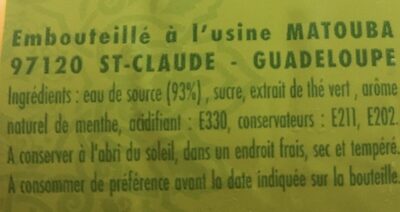 Embouteillé à l'usine MATOUBA
97120 ST-CLAUDE - GUADELOUPE
Ingrédients : eau de source (93%) , sucre, extrait de thé vert , arôme
naturel de menthe, acidifiant : E330, conservateurs : E211, E202.
A conserver à l'abri du soleil, dans un endroit frais, sec et tempéré.
A consommer de préférence avant la date indiquée sur la bouteille.